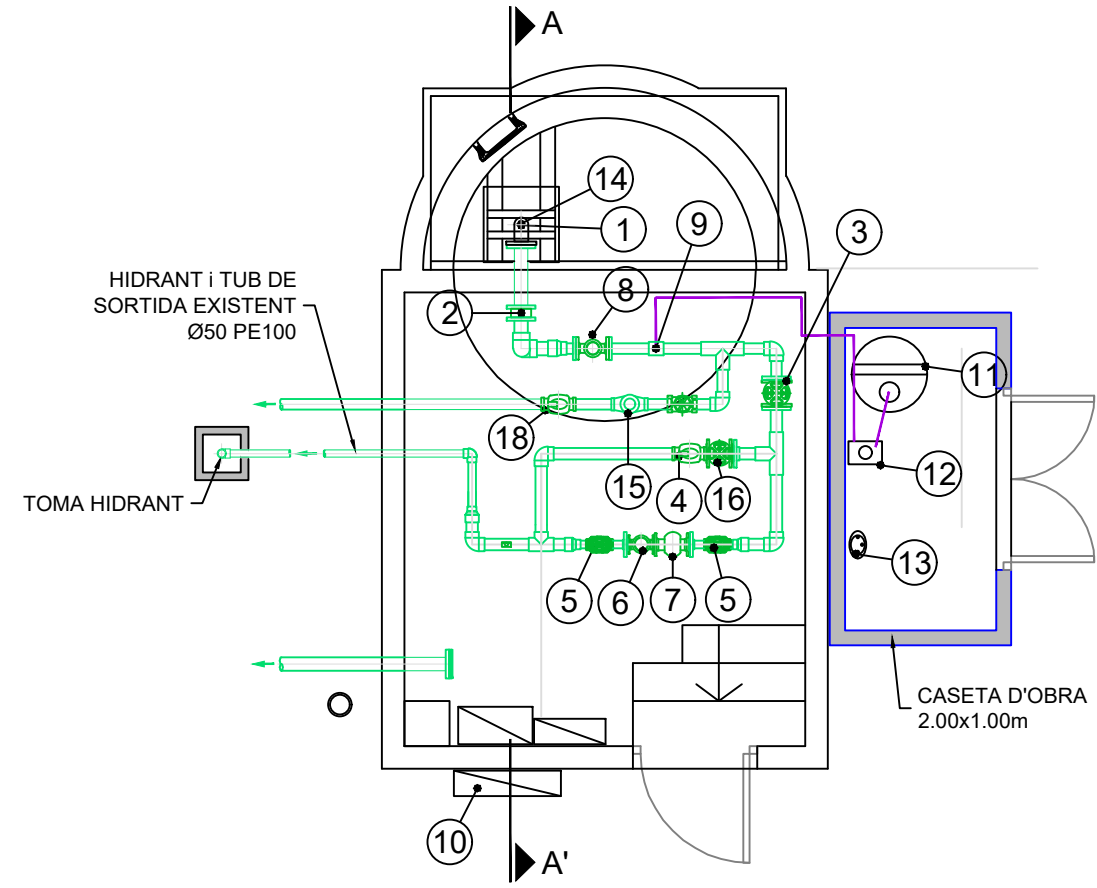 A
14
1
9
3
HIDRANT i TUB DE
SORTIDA EXISTENT
Ø50 PE100
8
2
11
18
15
4
16
12
TOMA HIDRANT
13
5
6
7
5
CASETA D'OBRA
2.00x1.00m
10
A'